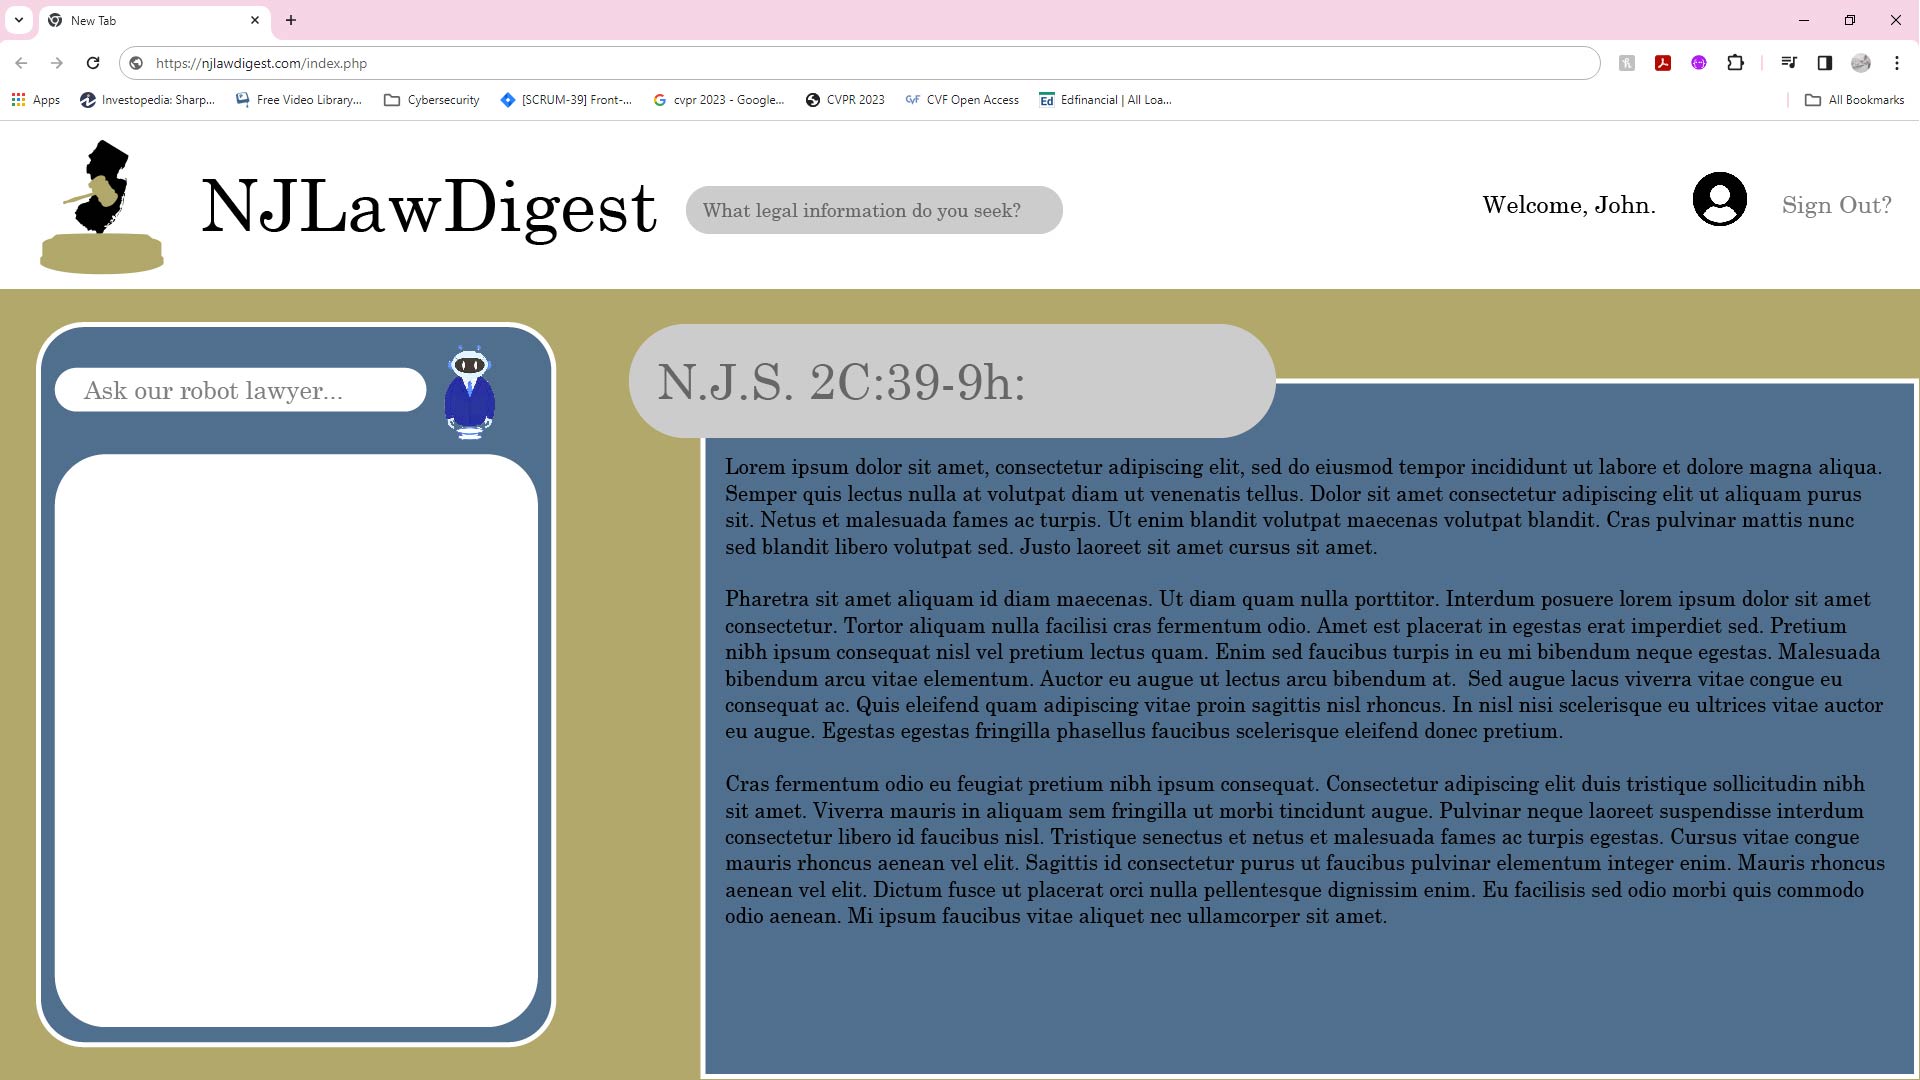 New Tab
https://njlawdigest.com/index.php
Apps Investopedia: Sharp... Free Video Library... Cybersecurity [SCRUM-39] Front-... cvpr 2023 - Google... CVPR 2023 CVF Open Access Edfinancial | All Loa... All Bookmarks
NJLawDigest
What legal information do you seek?
Welcome, John.
Sign Out?
Ask our robot lawyer...
N.J.S. 2C:39-9h:
Lorem ipsum dolor sit amet, consectetur adipiscing elit, sed do eiusmod tempor incididunt ut labore et dolore magna aliqua.
Semper quis lectus nulla at volutpat diam ut venenatis tellus. Dolor sit amet consectetur adipiscing elit ut aliquam purus
sit. Netus et malesuada fames ac turpis. Ut enim blandit volutpat maecenas volutpat blandit. Cras pulvinar mattis nunc
sed blandit libero volutpat sed. Justo laoreet sit amet cursus sit amet.
Pharetra sit amet aliquam id diam maecenas. Ut diam quam nulla porttitor. Interdum posuere lorem ipsum dolor sit amet
consectetur. Tortor aliquam nulla facilisi cras fermentum odio. Amet est placerat in egestas erat imperdiet sed. Pretium
nibh ipsum consequat nisl vel pretium lectus quam. Enim sed faucibus turpis in eu mi bibendum neque egestas. Malesuada
bibendum arcu vitae elementum. Auctor eu augue ut lectus arcu bibendum at.  Sed augue lacus viverra vitae congue eu
consequat ac. Quis eleifend quam adipiscing vitae proin sagittis nisl rhoncus. In nisl nisi scelerisque eu ultrices vitae auctor
eu augue. Egestas egestas fringilla phasellus faucibus scelerisque eleifend donec pretium.
Cras fermentum odio eu feugiat pretium nibh ipsum consequat. Consectetur adipiscing elit duis tristique sollicitudin nibh
sit amet. Viverra mauris in aliquam sem fringilla ut morbi tincidunt augue. Pulvinar neque laoreet suspendisse interdum
consectetur libero id faucibus nisl. Tristique senectus et netus et malesuada fames ac turpis egestas. Cursus vitae congue
mauris rhoncus aenean vel elit. Sagittis id consectetur purus ut faucibus pulvinar elementum integer enim. Mauris rhoncus
aenean vel elit. Dictum fusce ut placerat orci nulla pellentesque dignissim enim. Eu facilisis sed odio morbi quis commodo
odio aenean. Mi ipsum faucibus vitae aliquet nec ullamcorper sit amet.